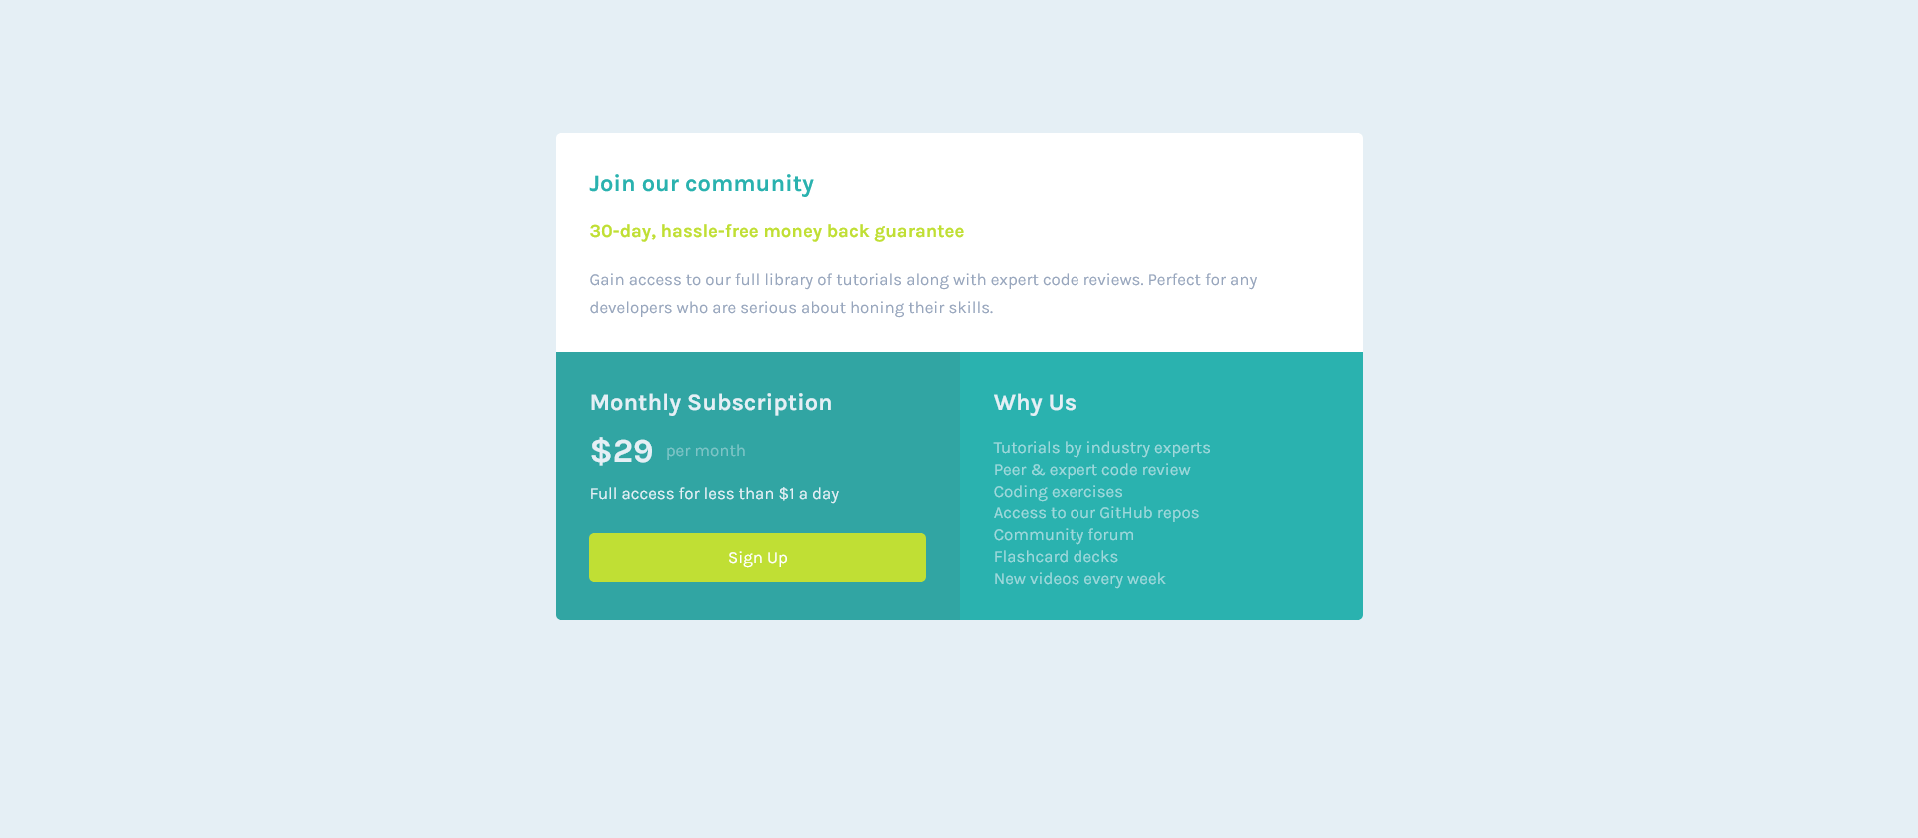 Join our community
30-day, hassle-free money back guarantee
Gain access to our full library of tutorials along with expert code reviews. Perfect for any
developers who are serious about honing their skills.
Monthly Subscription
$29 per month
Full access for less than $1 a day
Sign Up
Why Us
Tutorials by industry experts
Peer & expert code review
Coding exercises
Access to our GitHub repos
Community forum
Flashcard decks
New videos every week